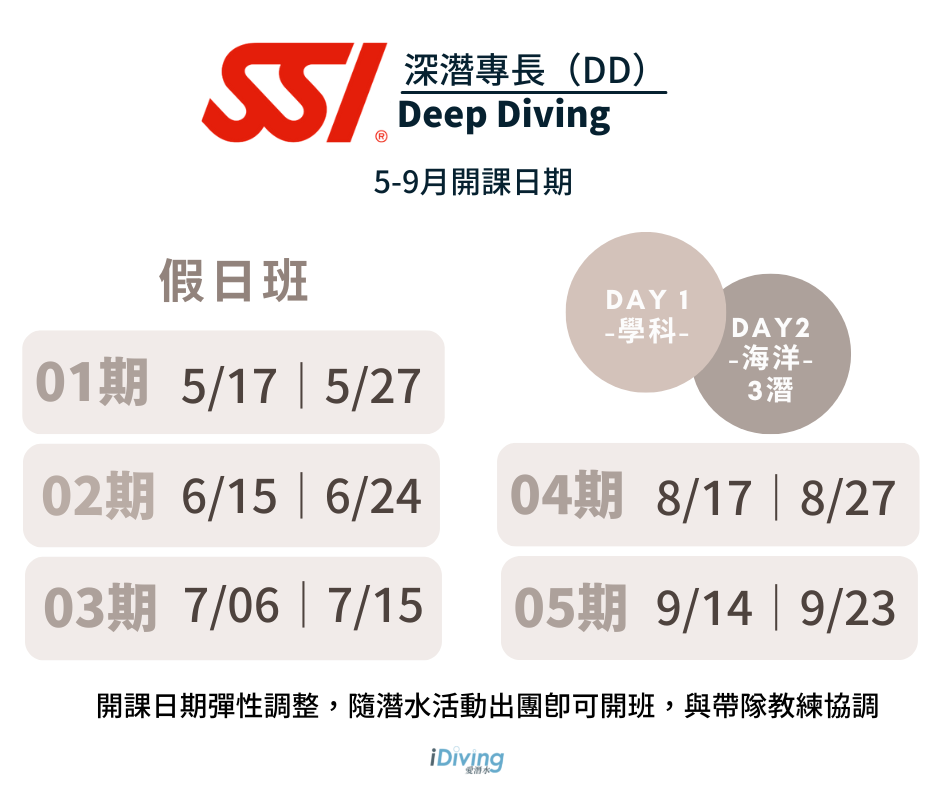 SSI®
深潛專長（DD）
Deep Diving
5-9月開課日期
假日班
DAY 1
-學科-
DAY2
-海洋-
3潛
01期 5/17｜5/27
02期 6/15｜6/24
03期 7/06｜7/15
04期 8/17｜8/27
05期 9/14｜9/23
開課日期彈性調整，隨潛水活動出團即可開班，與帶隊教練協調
iDiving
愛潛水